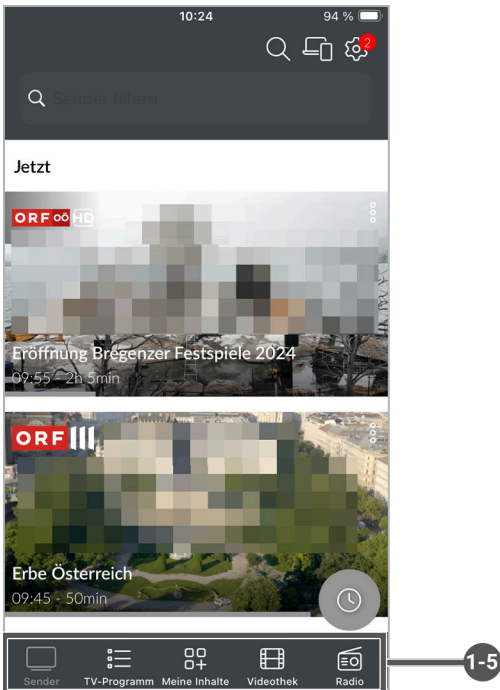 10:24 94 %
2
Sender filtern
Jetzt
ORF oö HD
Eröffnung Bregenzer Festspiele 2024
09:55 - 2h 5min
ORF III
Erbe Österreich
09:45 - 50min
Sender TV-Programm Meine Inhalte Videothek Radio
1-5